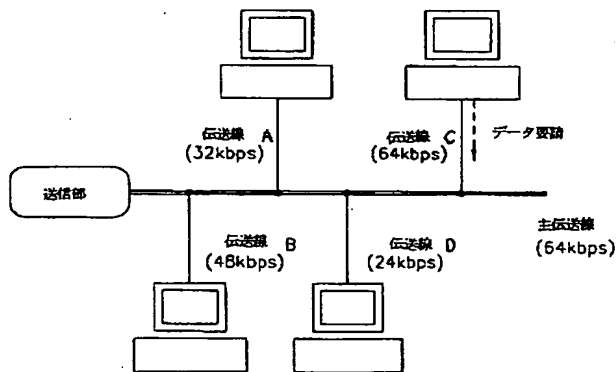 伝送線 A
(32kbps)
伝送線 C
(64kbps)
データ要請
送信部
主伝送線
(64kbps)
伝送線 B
(48kbps)
伝送線 D
(24kbps)